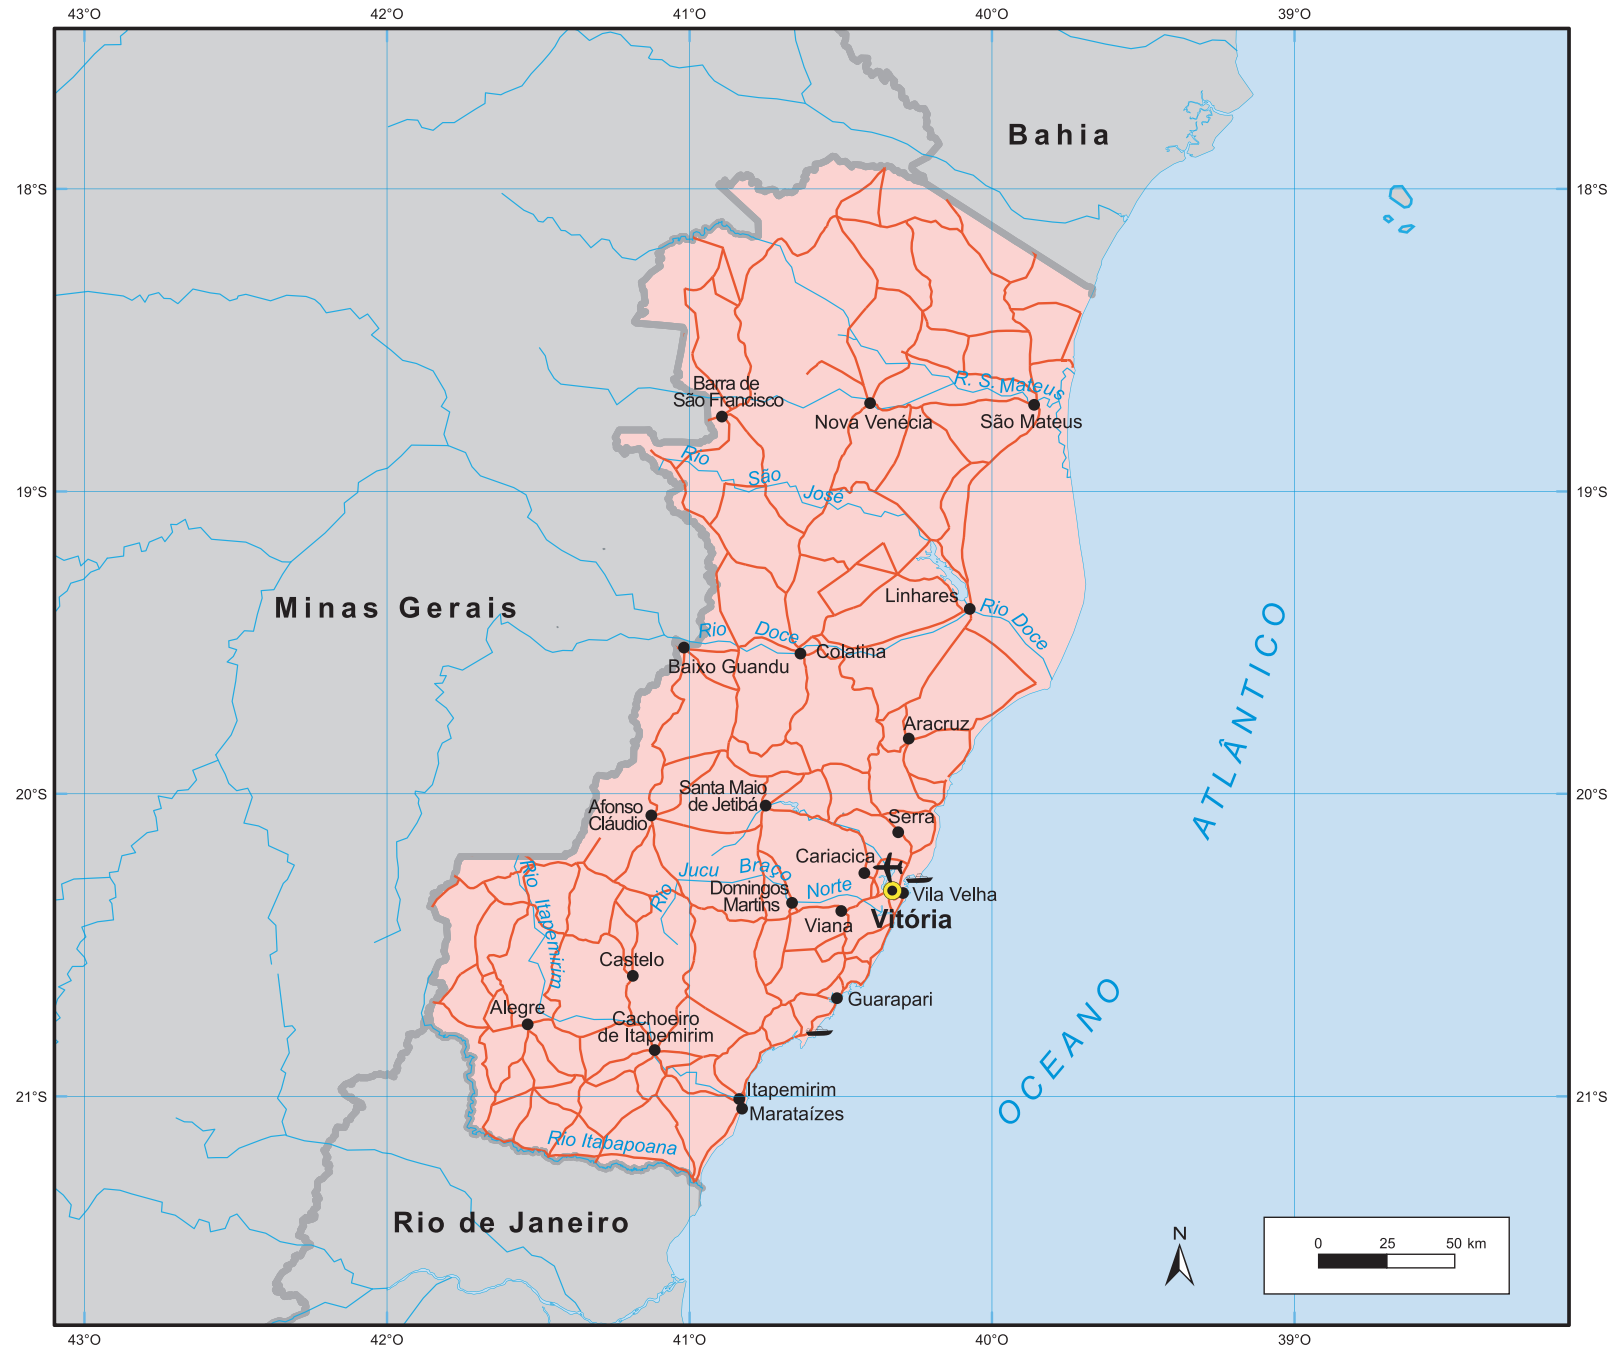 43°O 42°O 41°O 40°O 39°O
Bahia
18°S 18°S
Barra de
São Francisco
R. S. Mateus
Nova Venécia
São Mateus
Rio São José
19°S 19°S
Minas Gerais
Linhares
Rio Doce
Rio Doce
Colatina
Baixo Guandu
Aracruz
ATLÂNTICO
20°S 20°S
Santa Maio
de Jetibá
Afonso
Cláudio
Serra
Cariacica
Rio Jucu Braço Norte
Domingos
Martins
Vila Velha
Vitória
Viana
Rio Itapemirim
Castelo
Guarapari
Alegre
Cachoeiro
de Itapemirim
OCEANO
21°S 21°S
Itapemirim
Marataízes
Rio Itabapoana
Rio de Janeiro
N
0 25 50 km
43°O 42°O 41°O 40°O 39°O